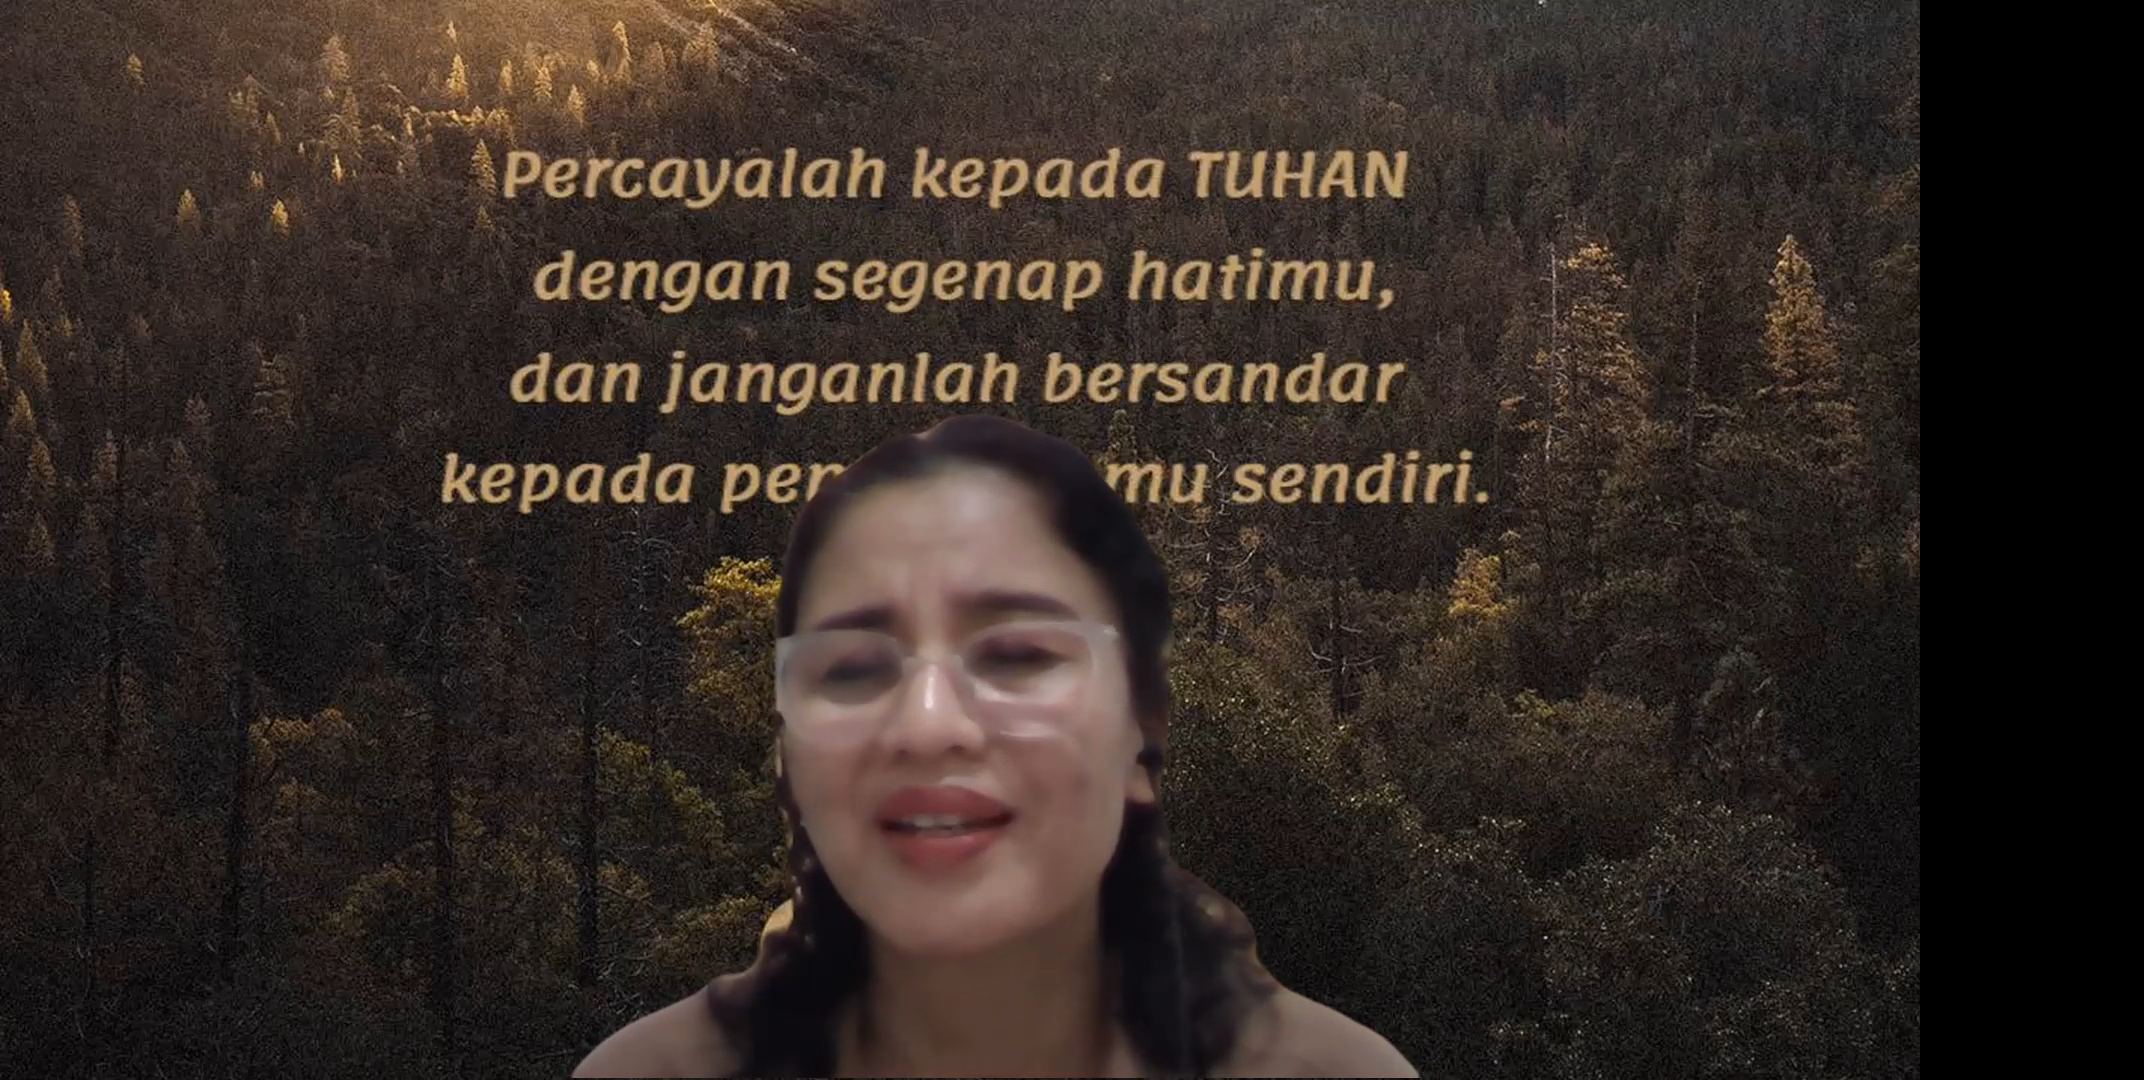 Percayalah kepada TUHAN
dengan segenap hatimu,
dan janganlah bersandar
kepada sendiri.